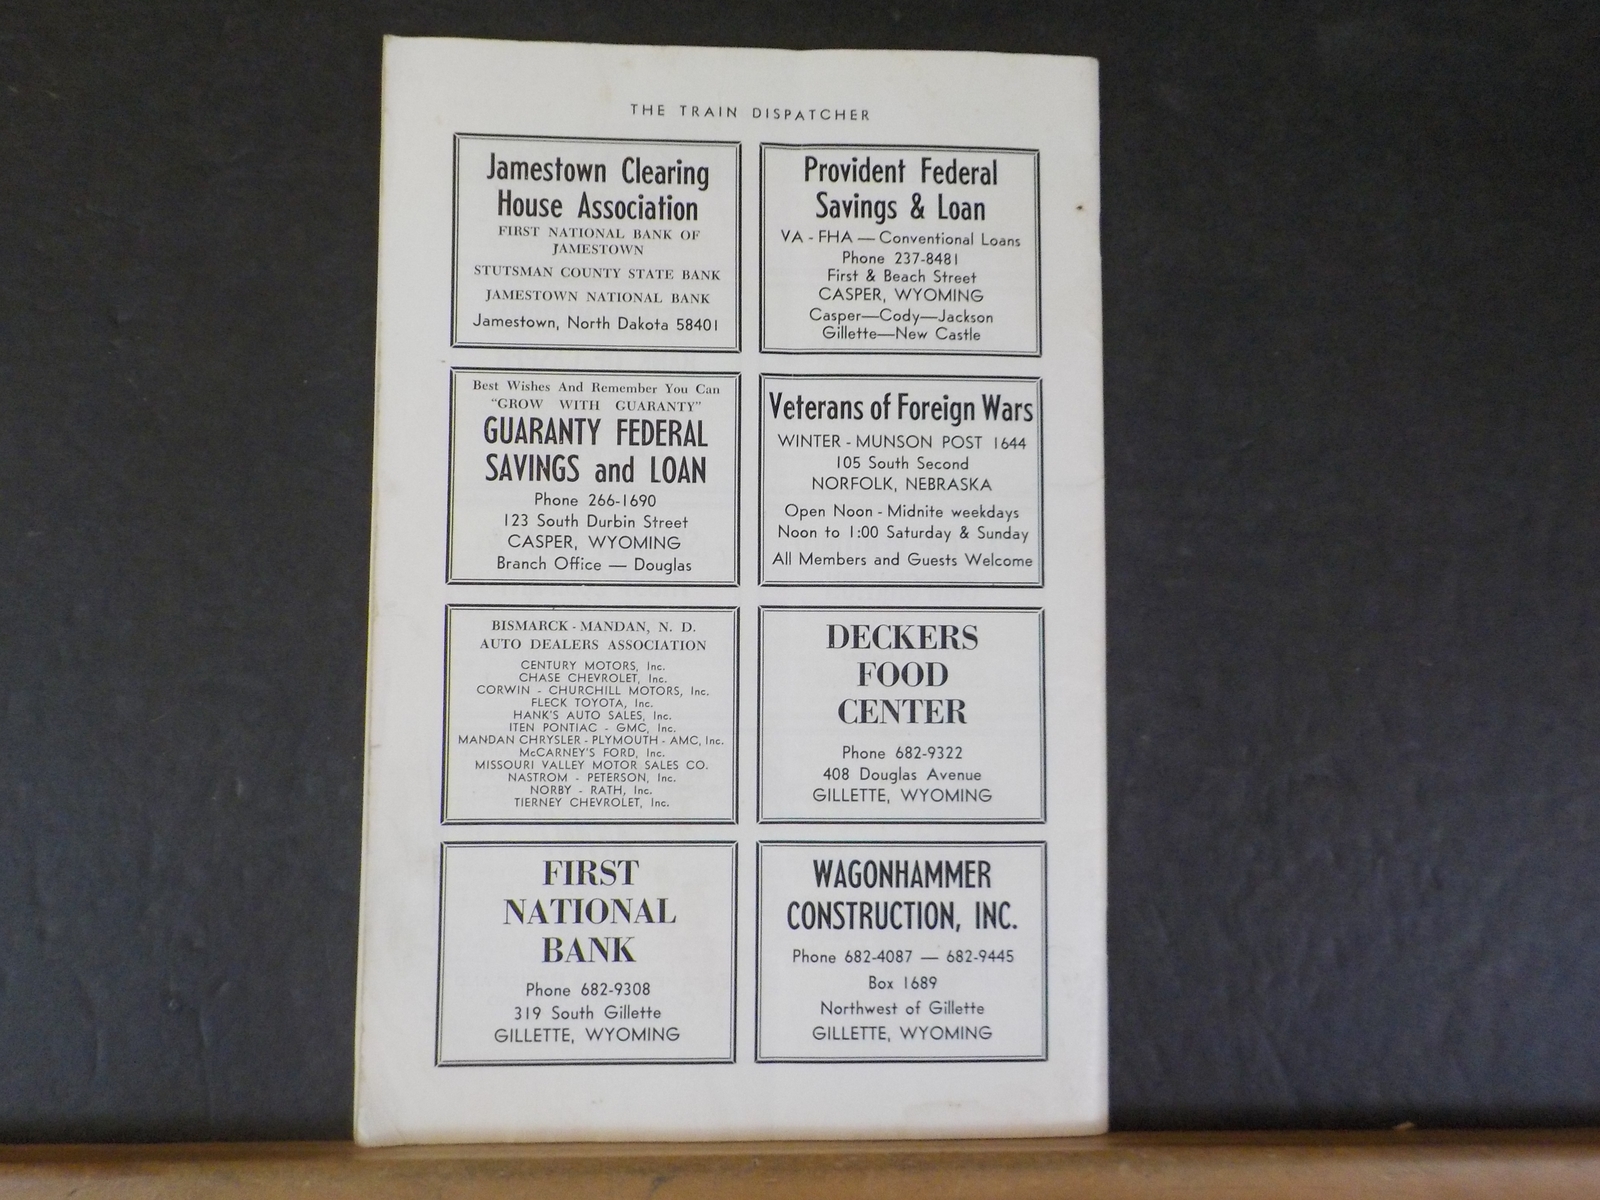 THE TRAIN DISPATCHER
Jamestown Clearing
House Association
FIRST NATIONAL BANK OF
JAMESTOWN
STUTSMAN COUNTY STATE BANK
JAMESTOWN NATIONAL BANK
Jamestown, North Dakota 58401
Provident Federal
Savings & Loan
VA - FHA — Conventional Loans
Phone 237-8481
First & Beach Street
CASPER, WYOMING
Casper—Cody—Jackson
Gillette—New Castle
Best Wishes And Remember You Can
"GROW WITH GUARANTY"
GUARANTY FEDERAL
SAVINGS and LOAN
Phone 266-1690
123 South Durbin Street
CASPER, WYOMING
Branch Office — Douglas
Veterans of Foreign Wars
WINTER - MUNSON POST 1644
105 South Second
NORFOLK, NEBRASKA
Open Noon - Midnite weekdays
Noon to 1:00 Saturday & Sunday
All Members and Guests Welcome
BISMARCK - MANDAN, N. D.
AUTO DEALERS ASSOCIATION
CENTURY MOTORS, Inc.
CHASE CHEVROLET, Inc.
CORWIN - CHURCHILL MOTORS, Inc.
FLECK TOYOTA, Inc.
HANK'S AUTO SALES, Inc.
ITEN PONTIAC - GMC, Inc.
MANDAN CHRYSLER - PLYMOUTH - AMC, Inc.
McCARNEY'S FORD, Inc.
MISSOURI VALLEY MOTOR SALES CO.
NASTROM - PETERSON, Inc.
NORBY - RATH, Inc.
TIERNEY CHEVROLET, Inc.
DECKERS
FOOD
CENTER
Phone 682-9322
408 Douglas Avenue
GILLETTE, WYOMING
FIRST
NATIONAL
BANK
Phone 682-9308
319 South Gillette
GILLETTE, WYOMING
WAGONHAMMER
CONSTRUCTION, INC.
Phone 682-4087 — 682-9445
Box 1689
Northwest of Gillette
GILLETTE, WYOMING